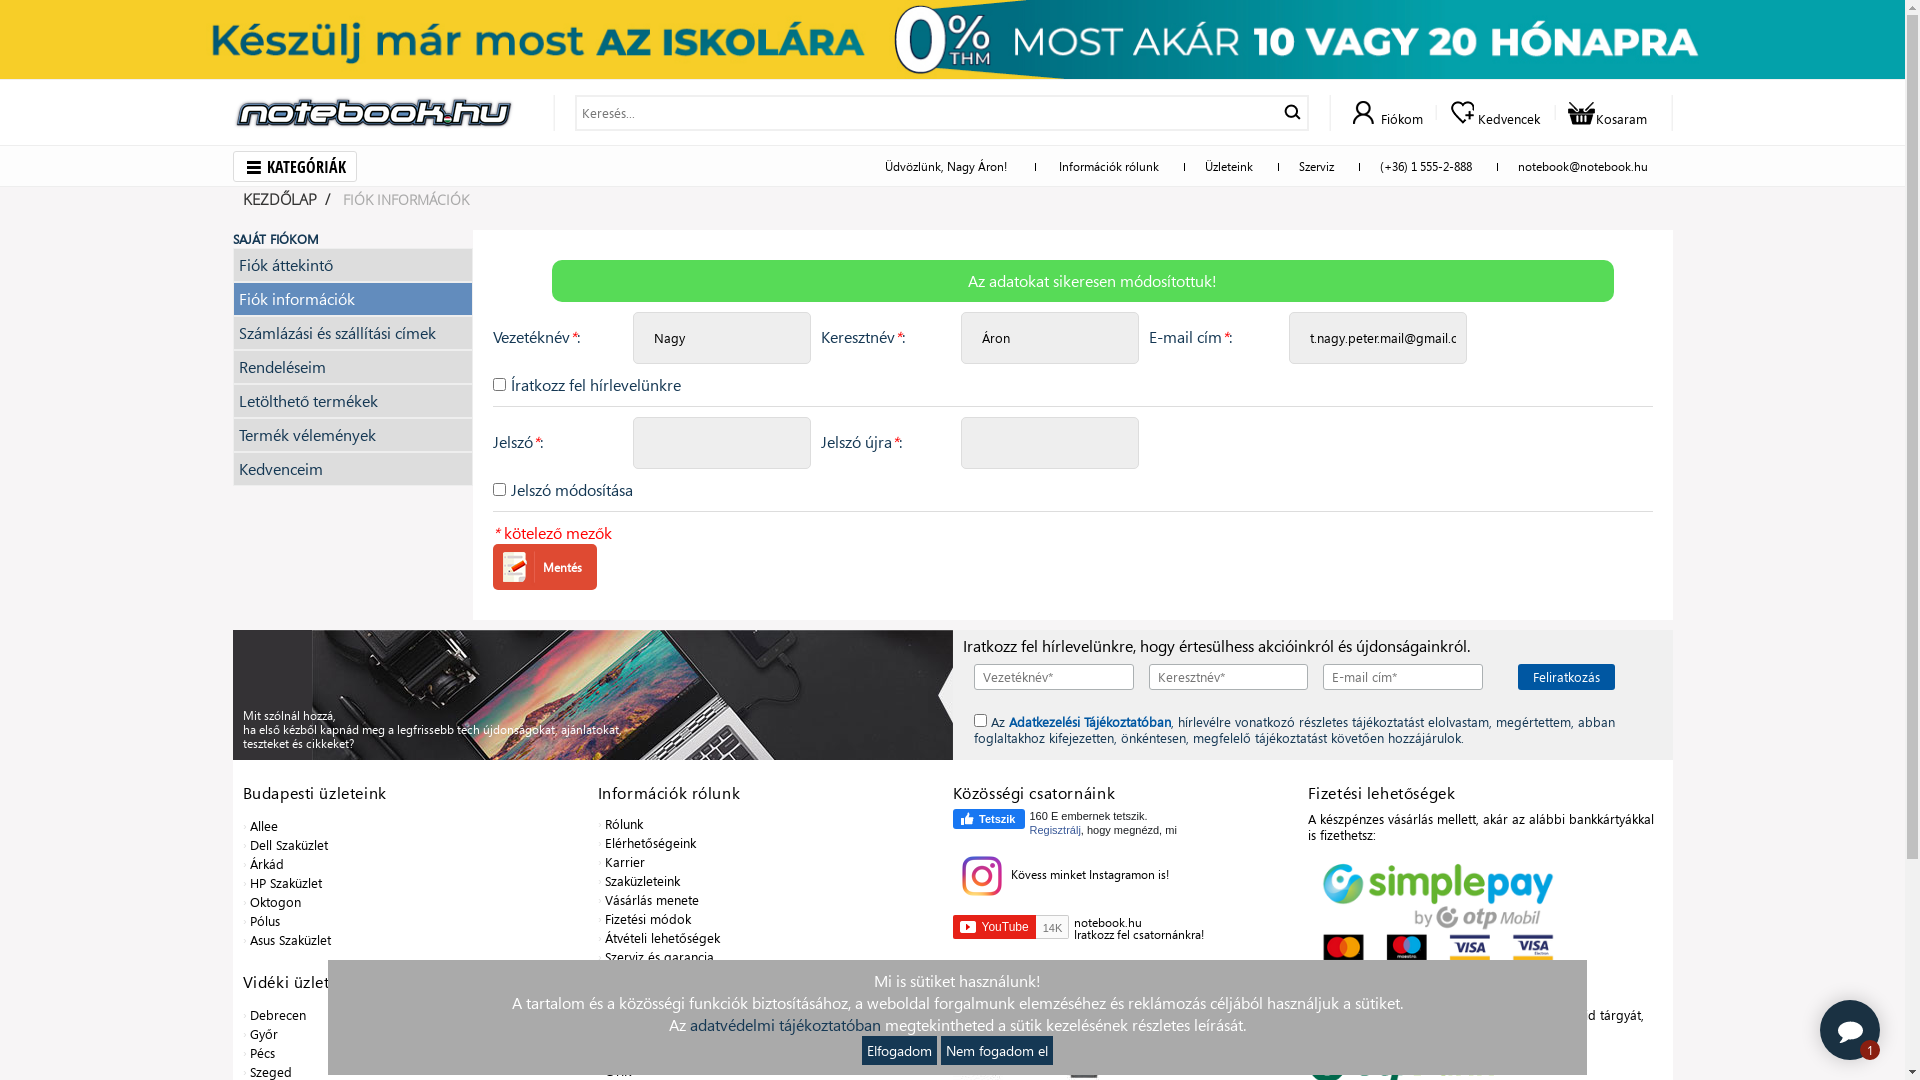 Készülj már most AZ ISKOLÁRA 0% THM MOST AKÁR 10 VAGY 20 HÓNAPRA
notebook.hu
Keresés...
Fiókom
Kedvencek
Kosaram
KATEGÓRIÁK
Üdvözlünk, Nagy Áron!
Információk rólunk
Üzleteink
Szerviz
(+36) 1 555-2-888
notebook@notebook.hu
KEZDŐLAP / FIÓK INFORMÁCIÓK
SAJÁT FIÓKOM
Fiók áttekintő
Fiók információk
Számlázási és szállítási címek
Rendeléseim
Letölthető termékek
Termék vélemények
Kedvenceim
Az adatokat sikeresen módosítottuk!
Vezetéknév*: Nagy
Keresztnév*: Áron
E-mail cím*: t.nagy.peter.mail@gmail.c
Íratkozz fel hírlevelünkre
Jelszó*:
Jelszó újra*:
Jelszó módosítása
* kötelező mezők
Mentés
Mit szólnál hozzá,
ha első kézből kapnád meg a legfrissebb tech újdonságokat, ajánlatokat,
teszteket és cikkeket?
Iratkozz fel hírlevelünkre, hogy értesülhess akcióinkról és újdonságainkról.
Vezetéknév*
Keresztnév*
E-mail cím*
Feliratkozás
Az Adatkezelési Tájékoztatóban, hírlevélre vonatkozó részletes tájékoztatást elolvastam, megértettem, abban
foglaltakhoz kifejezetten, önkéntesen, megfelelő tájékoztatást követően hozzájárulok.
Budapesti üzleteink
Allee
Dell Szaküzlet
Árkád
HP Szaküzlet
Oktogon
Pólus
Asus Szaküzlet
Vidéki üzlet
Debrecen
Győr
Pécs
Szeged
Információk rólunk
Rólunk
Elérhetőségeink
Karrier
Szaküzleteink
Vásárlás menete
Fizetési módok
Átvételi lehetőségek
Szerviz és garancia
Közösségi csatornáink
Tetszik
160 E embernek tetszik.
Regisztrálj, hogy megnézd, mi
Kövess minket Instagramon is!
YouTube 14K
notebook.hu
Iratkozz fel csatornánkra!
Fizetési lehetőségek
A készpénzes vásárlás mellett, akár az alábbi bankkártyákkal
is fizethetsz:
simplepay
by otp Mobil
maestro
VISA
VISA
d tárgyát,
Mi is sütiket használunk!
A tartalom és a közösségi funkciók biztosításához, a weboldal forgalmunk elemzéséhez és reklámozás céljából használjuk a sütiket.
Az adatvédelmi tájékoztatóban megtekintheted a sütik kezelésének részletes leírását.
Elfogadom
Nem fogadom el
1